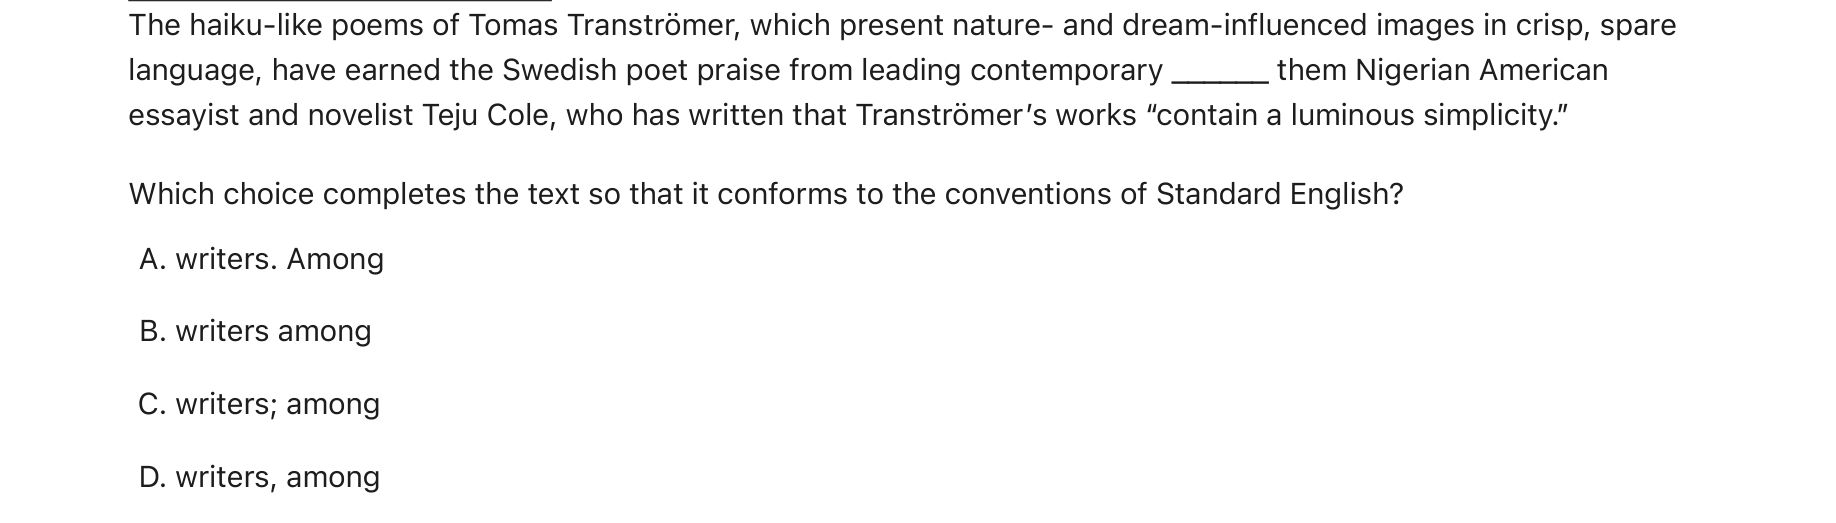 The haiku-like poems of Tomas Tranströmer, which present nature- and dream-influenced images in crisp, spare
language, have earned the Swedish poet praise from leading contemporary ______ them Nigerian American
essayist and novelist Teju Cole, who has written that Tranströmer’s works “contain a luminous simplicity.”
Which choice completes the text so that it conforms to the conventions of Standard English?
A. writers. Among
B. writers among
C. writers; among
D. writers, among